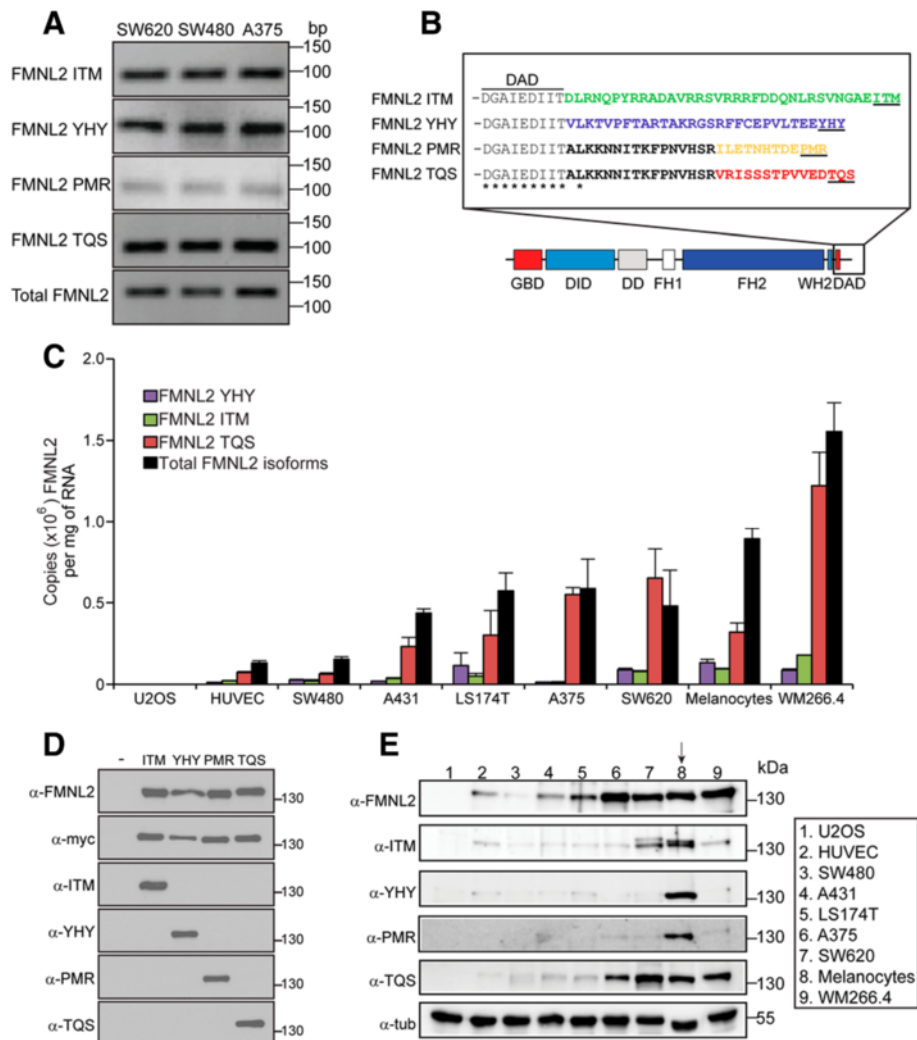 A
SW620 SW480 A375 bp
FMNL2 ITM
150
100
FMNL2 YHY
150
100
FMNL2 PMR
150
100
FMNL2 TQS
150
100
Total FMNL2
150
100
B
DAD
FMNL2 ITM -DGAIEDIITDLRNQPYRRADAVRRSVRRRFDDQNLRSVNGAEITM
FMNL2 YHY -DGAIEDIITVLKTVPFTARTAKRGSRFFCEPVLTEEYHY
FMNL2 PMR -DGAIEDIITALKKNNITKFPNVHSRILETNHTDEPMR
FMNL2 TQS -DGAIEDIITALKKNNITKFPNVHSRVRISSSTPVVEDTQS
********** *
GBD DID DD FH1 FH2 WH2 DAD
C
Copies (x10⁶) FMNL2
per mg of RNA
2.0
1.5
1.0
0.5
0
FMNL2 YHY
FMNL2 ITM
FMNL2 TQS
Total FMNL2 isoforms
U2OS HUVEC SW480 A431 LS174T A375 SW620 Melanocytes WM266.4
D
- ITM YHY PMR TQS
α-FMNL2 130
α-myc 130
α-ITM 130
α-YHY 130
α-PMR 130
α-TQS 130
E
1 2 3 4 5 6 7 8 9 kDa
α-FMNL2 130
α-ITM 130
α-YHY 130
α-PMR 130
α-TQS 130
α-tub 55
1. U2OS
2. HUVEC
3. SW480
4. A431
5. LS174T
6. A375
7. SW620
8. Melanocytes
9. WM266.4